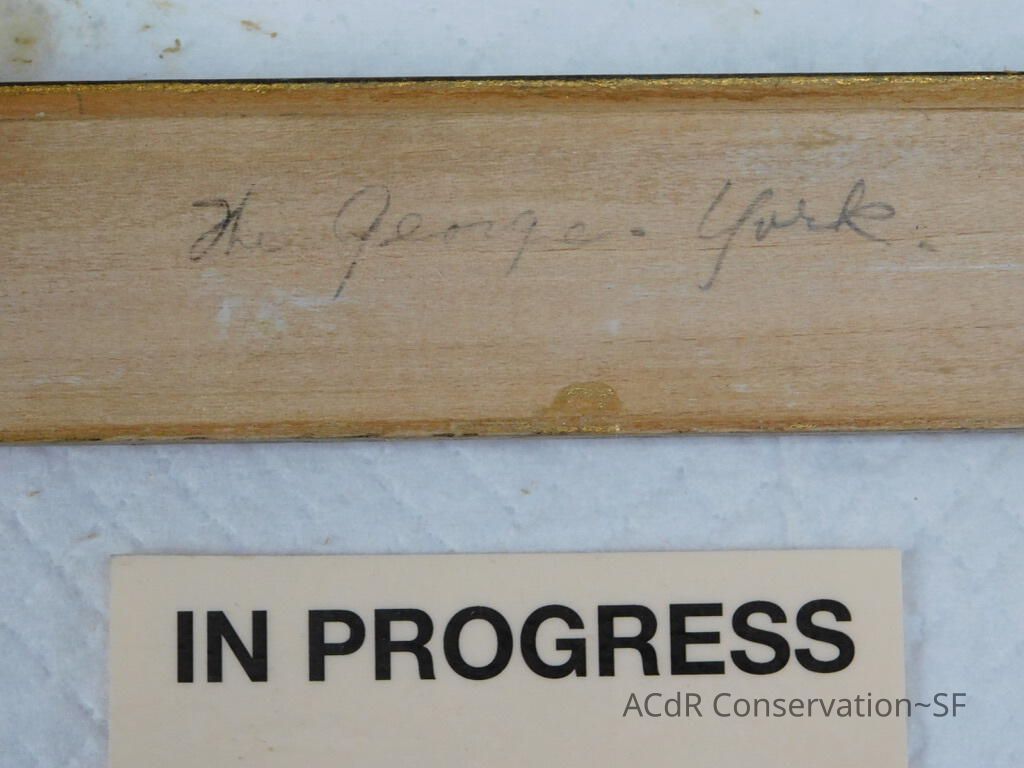 The George. York.
IN PROGRESS
ACdR Conservation~SF